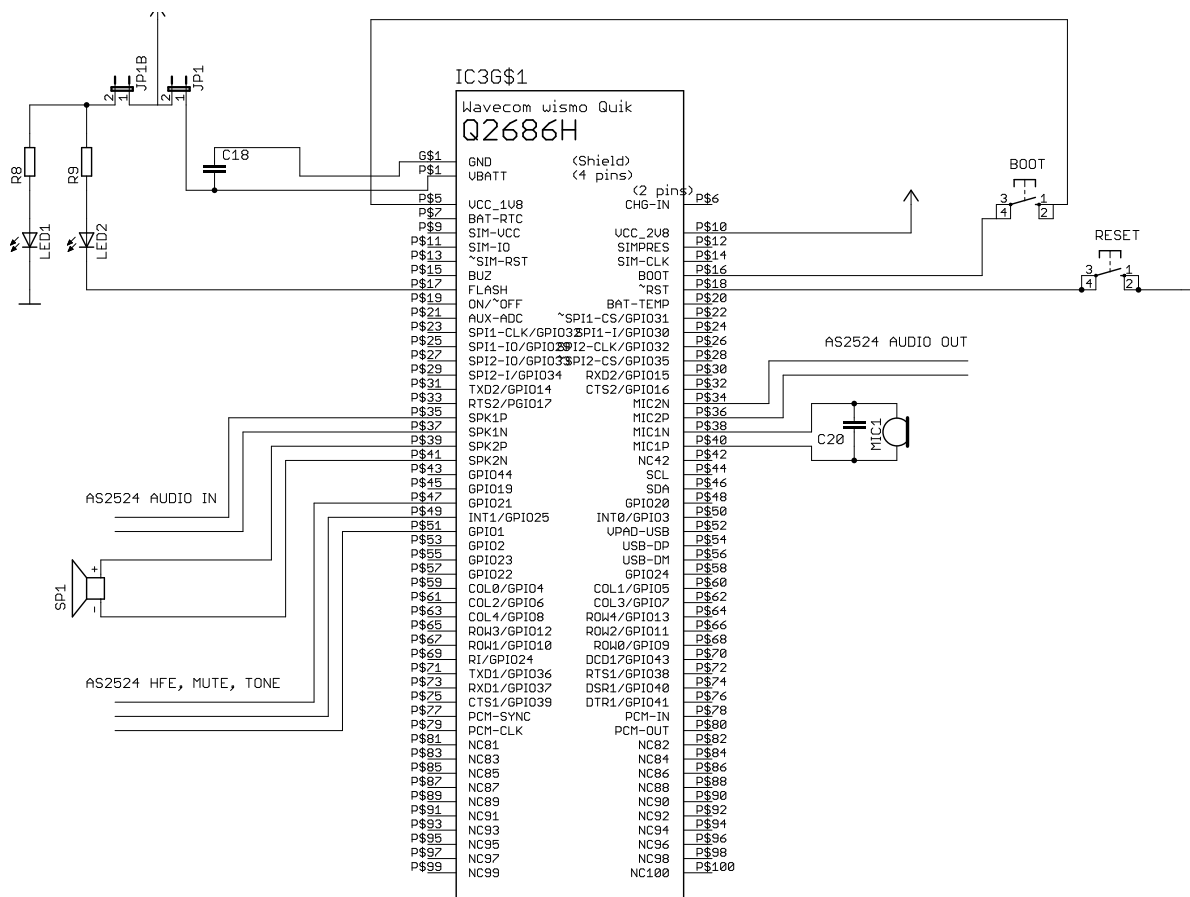 IC3G$1
JP1B
JP1
2 1 2 1
Wavecom wismo Quik
Q2686H
R8
R9
C18
LED1
LED2
G$1 GND (Shield)
P$1 VBATT (4 pins)
(2 pins)
P$5 VCC_1V8 CHG-IN P$6
P$7 BAT-RTC
P$9 SIM-VCC VCC_2V8 P$10
P$11 SIM-IO SIMPRES P$12
P$13 ~SIM-RST SIM-CLK P$14
P$15 BUZ BOOT P$16
P$17 FLASH ~RST P$18
P$19 ON/~OFF BAT-TEMP P$20
P$21 AUX-ADC ~SPI1-CS/GPIO31 P$22
P$23 SPI1-CLK/GPIO32 SPI1-I/GPIO30 P$24
P$25 SPI1-IO/GPIO29 SPI2-CLK/GPIO32 P$26
P$27 SPI2-IO/GPIO33 ~SPI2-CS/GPIO35 P$28
P$29 SPI2-I/GPIO34 RXD2/GPIO15 P$30
P$31 TXD2/GPIO14 CTS2/GPIO16 P$32
P$33 RTS2/PGIO17 MIC2N P$34
P$35 SPK1P MIC2P P$36
P$37 SPK1N MIC1N P$38
P$39 SPK2P MIC1P P$40
P$41 SPK2N NC42 P$42
P$43 GPIO44 SCL P$44
P$45 GPIO19 SDA P$46
P$47 GPIO21 GPIO20 P$48
P$49 INT1/GPIO25 INT0/GPIO3 P$50
P$51 GPIO1 VPAD-USB P$52
P$53 GPIO2 USB-DP P$54
P$55 GPIO23 USB-DM P$56
P$57 GPIO22 GPIO24 P$58
P$59 COL0/GPIO4 COL1/GPIO5 P$60
P$61 COL2/GPIO6 COL3/GPIO7 P$62
P$63 COL4/GPIO8 ROW4/GPIO13 P$64
P$65 ROW3/GPIO12 ROW2/GPIO11 P$66
P$67 ROW1/GPIO10 ROW0/GPIO9 P$68
P$69 RI/GPIO24 DCD17GPIO43 P$70
P$71 TXD1/GPIO36 RTS1/GPIO38 P$72
P$73 RXD1/GPIO37 DSR1/GPIO40 P$74
P$75 CTS1/GPIO39 DTR1/GPIO41 P$76
P$77 PCM-SYNC PCM-IN P$78
P$79 PCM-CLK PCM-OUT P$80
P$81 NC81 NC82 P$82
P$83 NC83 NC84 P$84
P$85 NC85 NC86 P$86
P$87 NC87 NC88 P$88
P$89 NC89 NC90 P$90
P$91 NC91 NC92 P$92
P$93 NC93 NC94 P$94
P$95 NC95 NC96 P$96
P$97 NC97 NC98 P$98
P$99 NC99 NC100 P$100
BOOT
3 1
4 2
RESET
3 1
4 2
AS2524 AUDIO OUT
C20
MIC1
AS2524 AUDIO IN
SP1
+
-
AS2524 HFE, MUTE, TONE